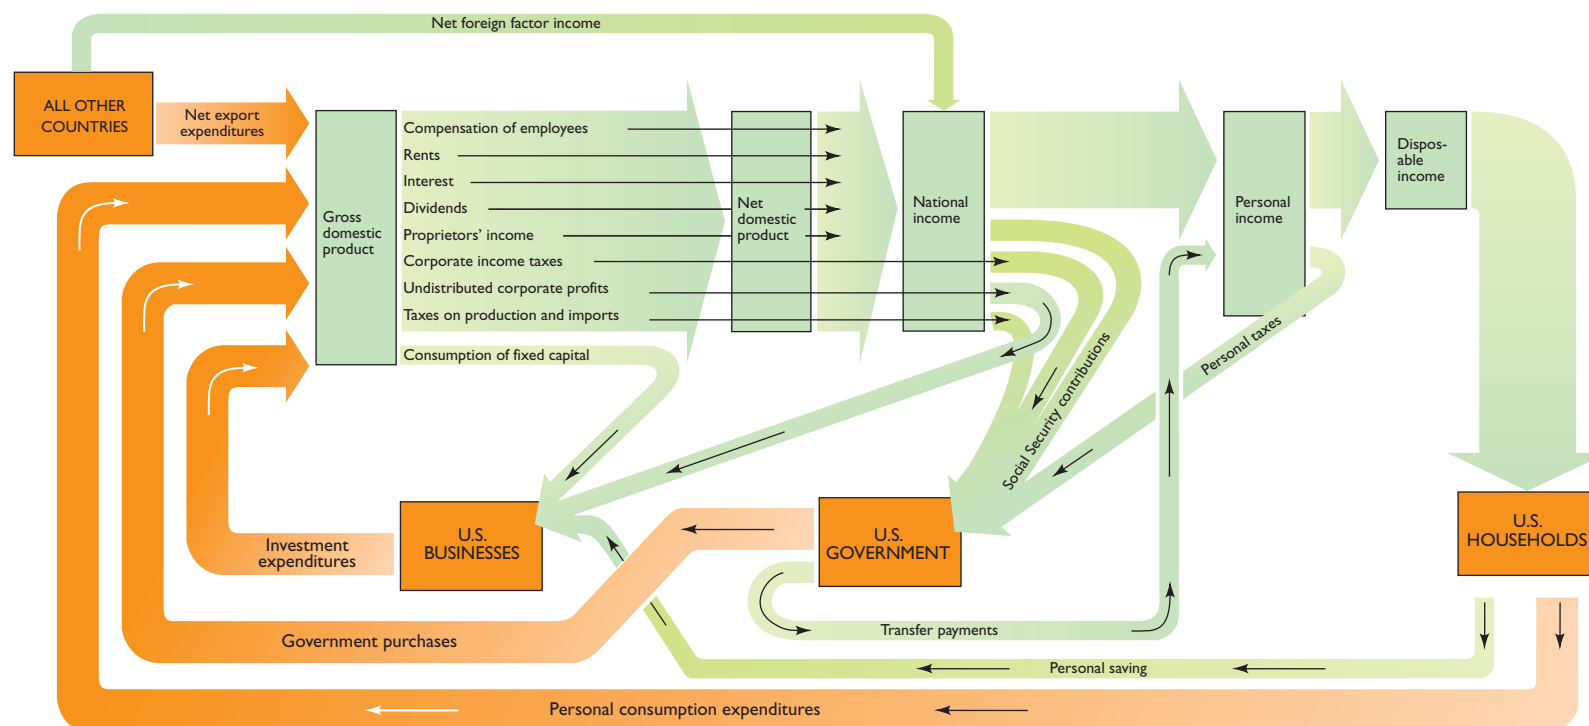 Net foreign factor income
ALL OTHER
COUNTRIES
Net export
expenditures
Gross
domestic
product
Compensation of employees
Rents
Interest
Dividends
Proprietors' income
Corporate income taxes
Undistributed corporate profits
Taxes on production and imports
Consumption of fixed capital
Net
domestic
product
National
income
Personal
income
Dispos-
able
income
Social Security contributions
Personal taxes
U.S.
BUSINESSES
U.S.
GOVERNMENT
U.S.
HOUSEHOLDS
Investment
expenditures
Government purchases
Transfer payments
Personal saving
Personal consumption expenditures